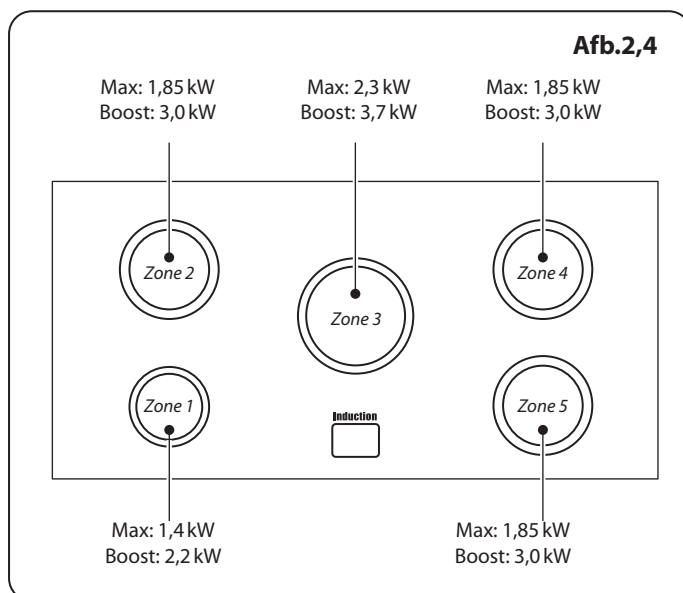 Afb.2,4
Max: 1,85 kW
Boost: 3,0 kW
Max: 2,3 kW
Boost: 3,7 kW
Max: 1,85 kW
Boost: 3,0 kW
Zone 2
Zone 3
Zone 4
Zone 1
Induction
Zone 5
Max: 1,4 kW
Boost: 2,2 kW
Max: 1,85 kW
Boost: 3,0 kW